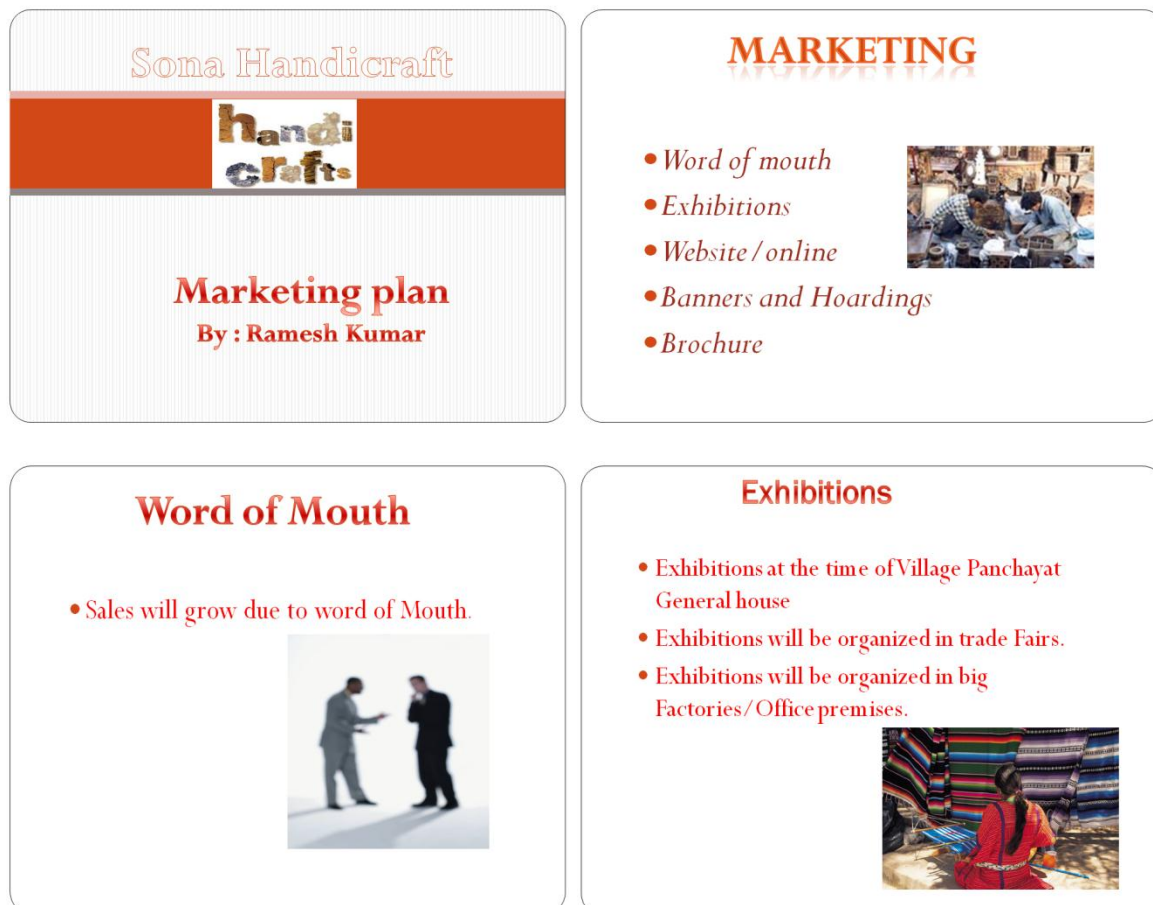 Sona Handicraft
handi
crafts
Marketing plan
By : Ramesh Kumar
MARKETING
• Word of mouth
• Exhibitions
• Website/online
• Banners and Hoardings
• Brochure
Word of Mouth
• Sales will grow due to word of Mouth.
Exhibitions
• Exhibitions at the time of Village Panchayat
General house
• Exhibitions will be organized in trade Fairs.
• Exhibitions will be organized in big
Factories/Office premises.